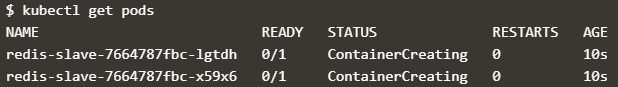 $ kubectl get pods
NAME READY STATUS RESTARTS AGE
redis-slave-7664787fbc-lgtdh 0/1 ContainerCreating 0 10s
redis-slave-7664787fbc-x59x6 0/1 ContainerCreating 0 10s